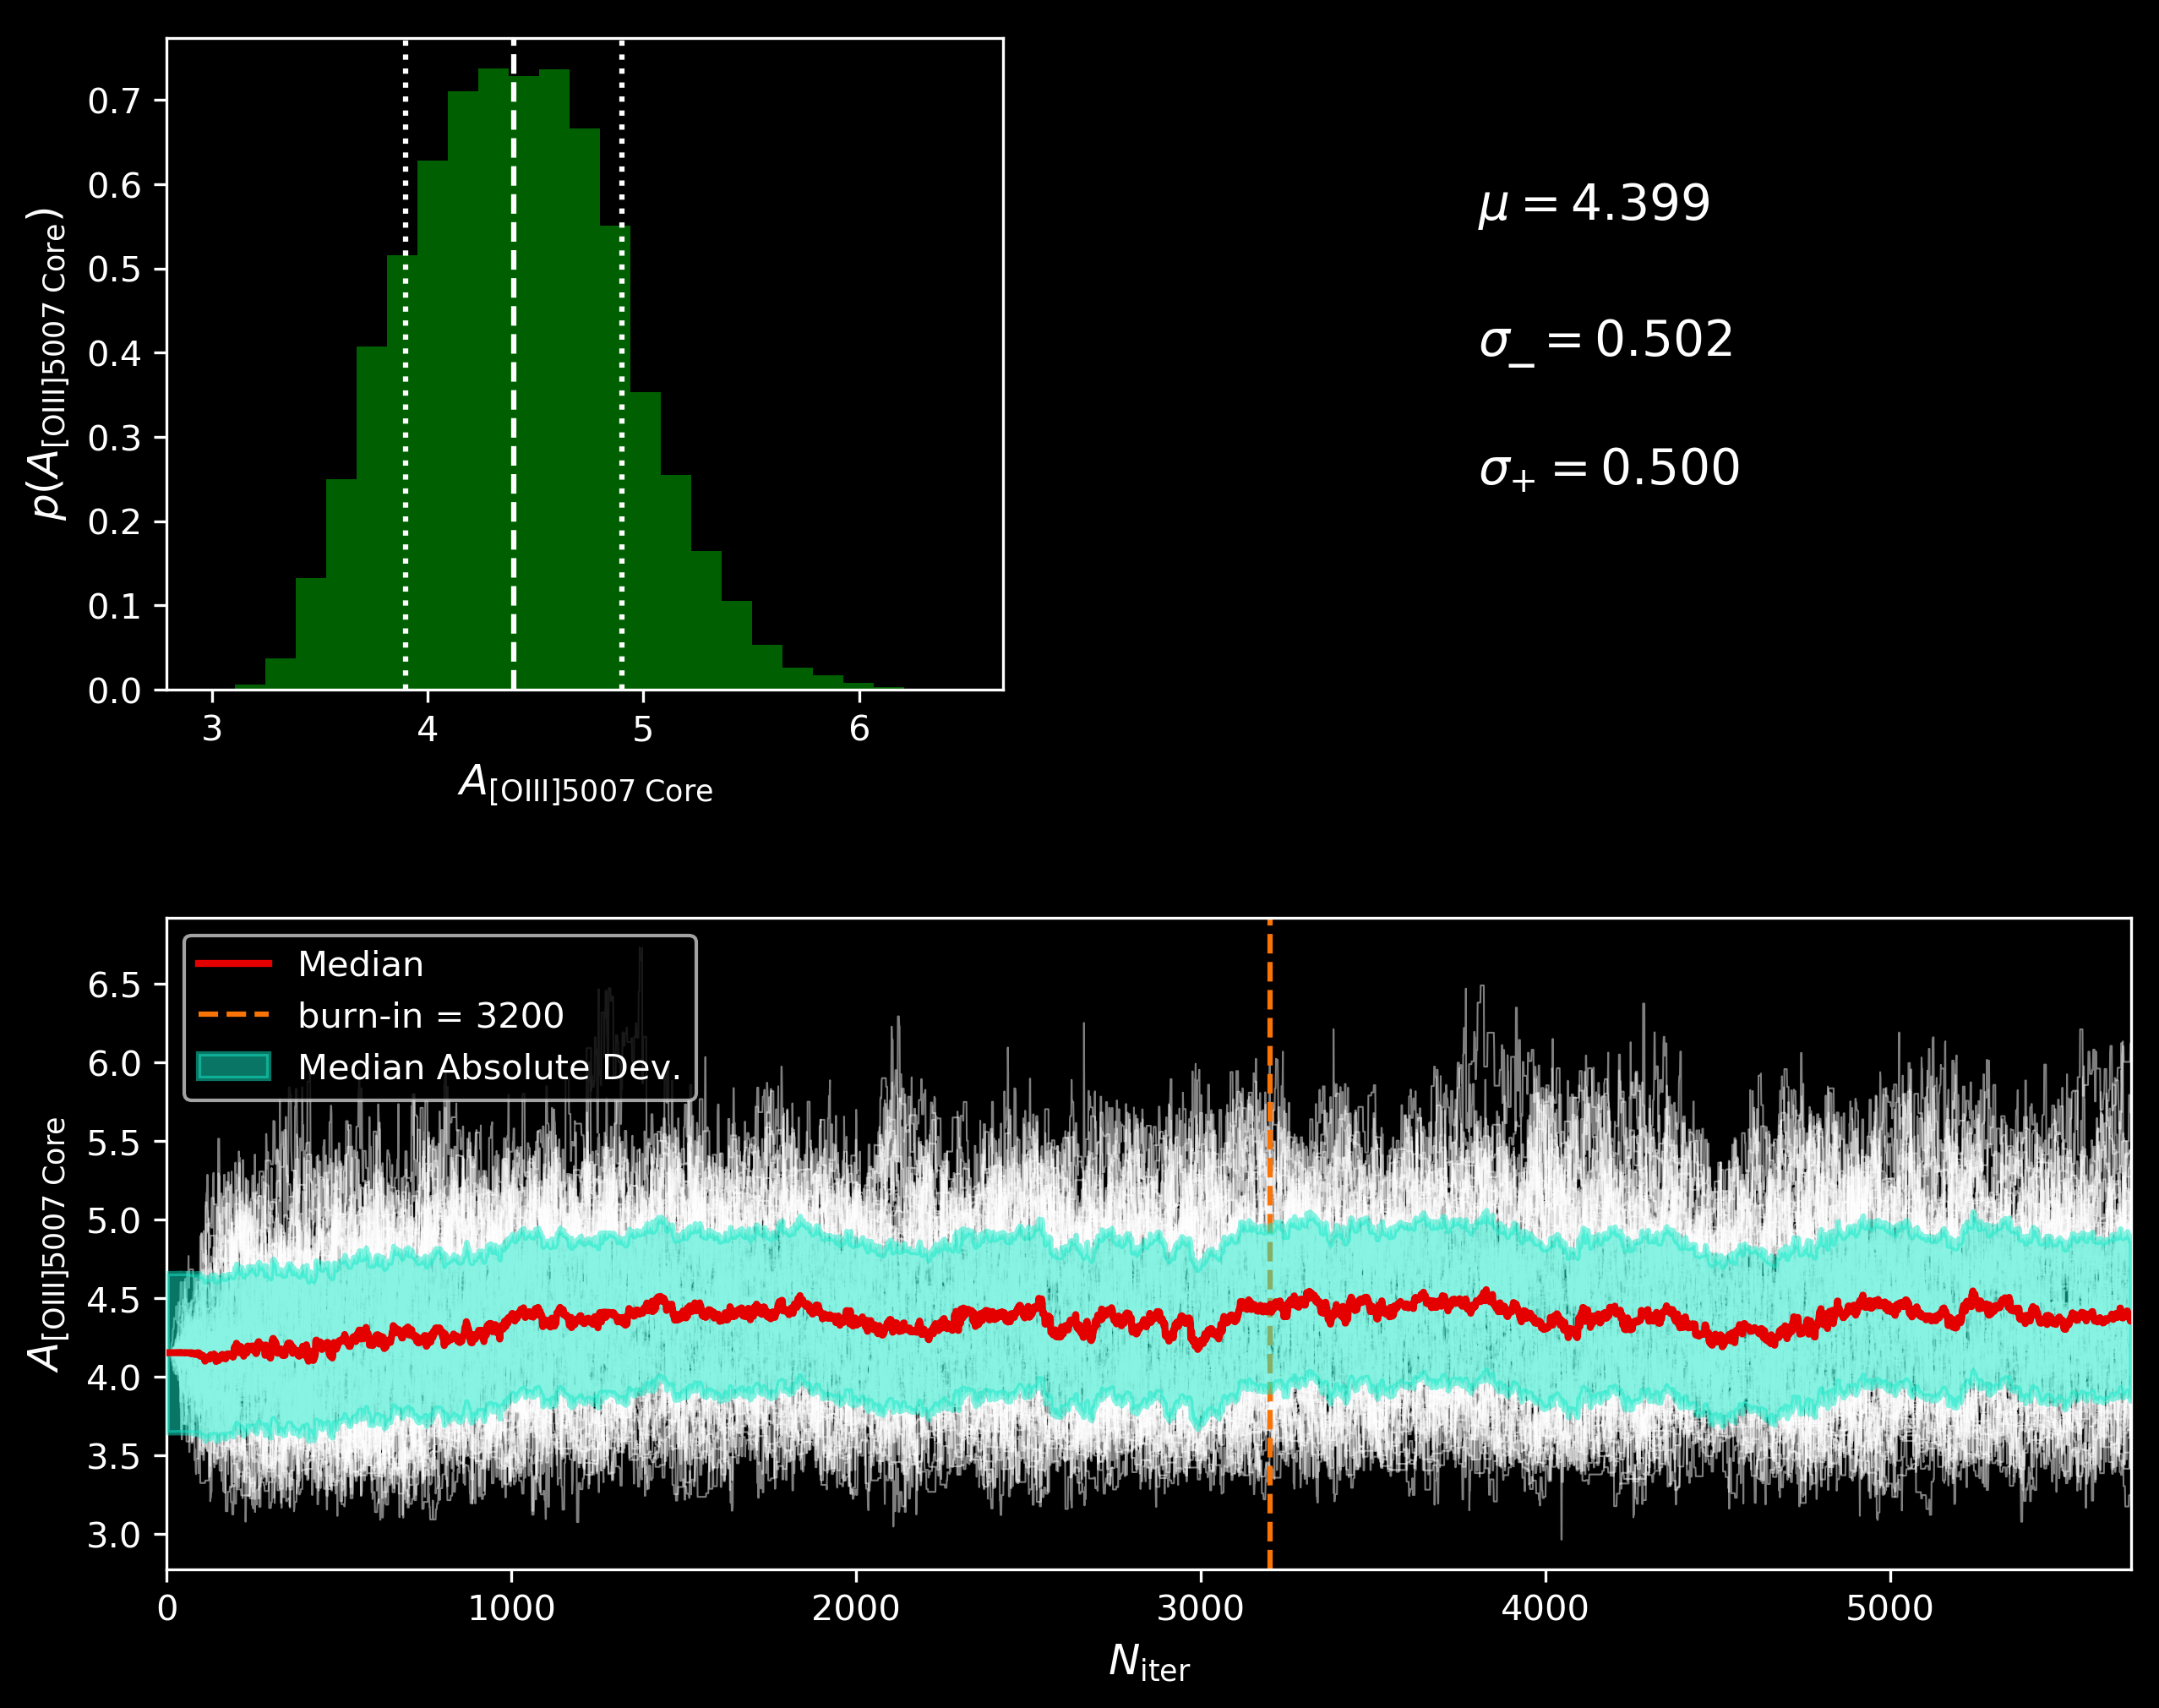 0.7
0.6
0.5
0.4
0.3
0.2
0.1
0.0
p(A[OIII]5007 Core)
3 4 5 6
A[OIII]5007 Core
μ = 4.399
σ− = 0.502
σ+ = 0.500
Median
burn-in = 3200
Median Absolute Dev.
6.5
6.0
5.5
5.0
4.5
4.0
3.5
3.0
A[OIII]5007 Core
0 1000 2000 3000 4000 5000
Niter